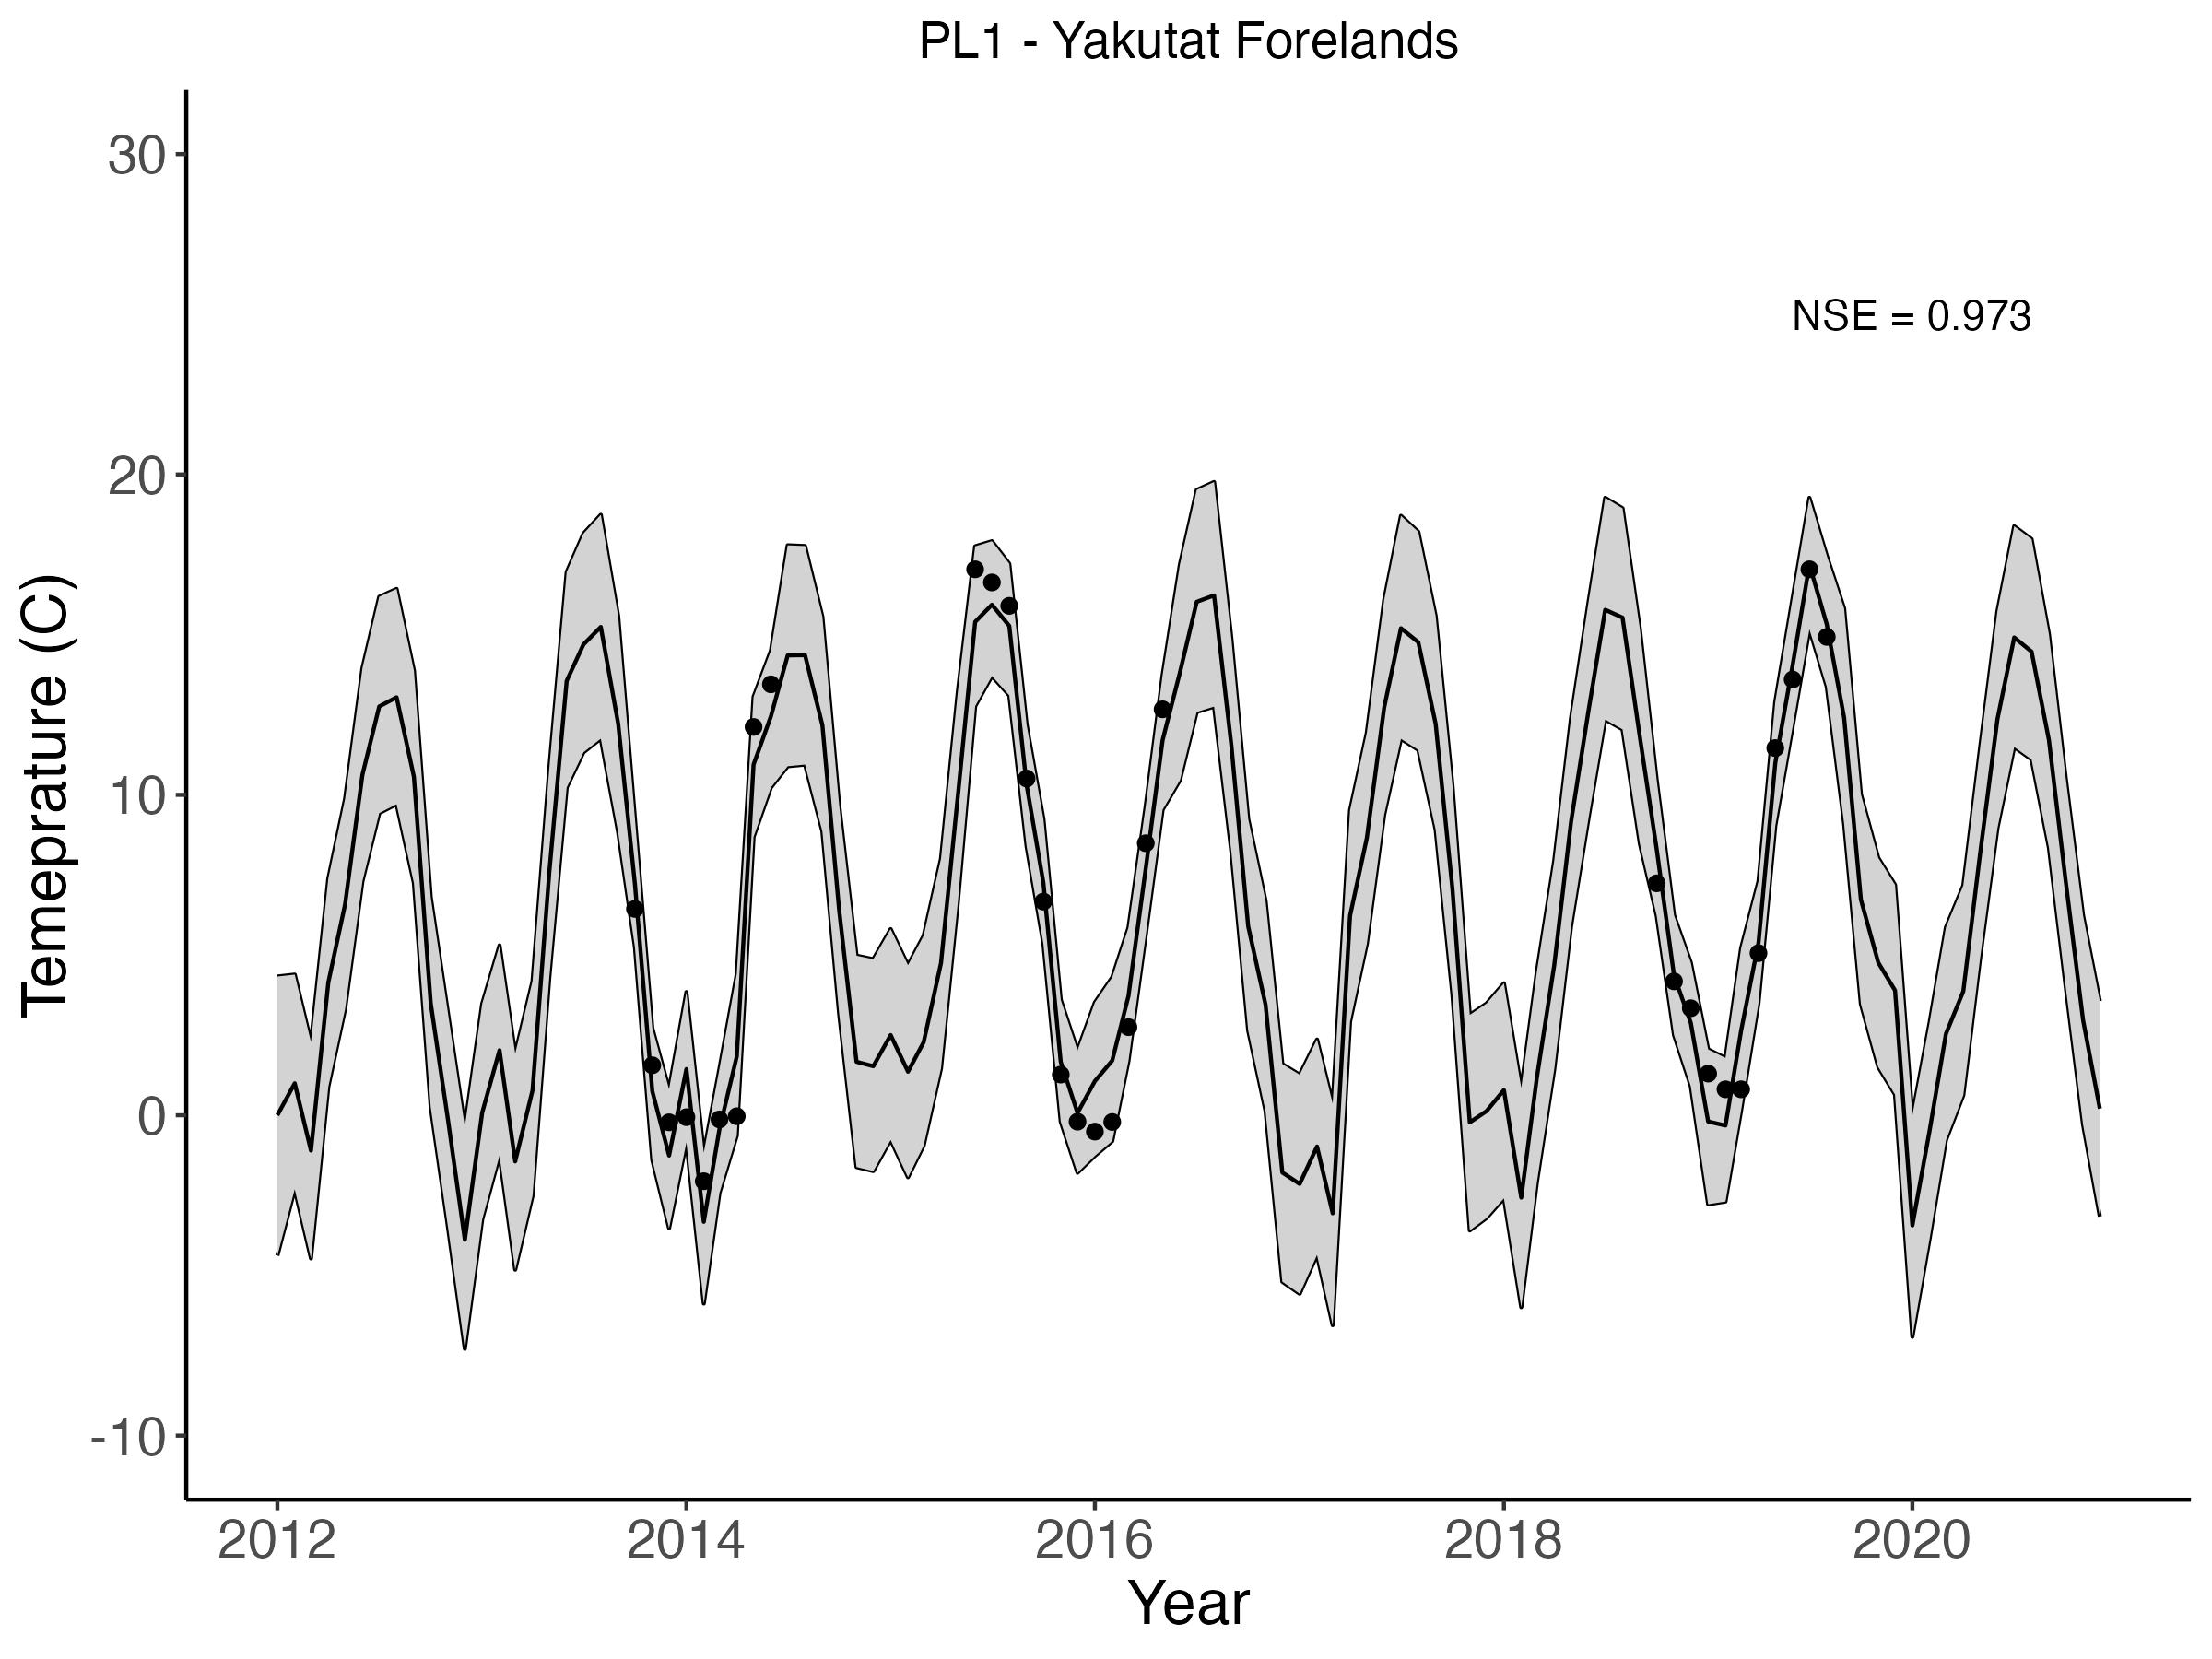 PL1 - Yakutat Forelands
30
20
10
0
-10
Temeprature (C)
NSE = 0.973
2012 2014 2016 2018 2020
Year